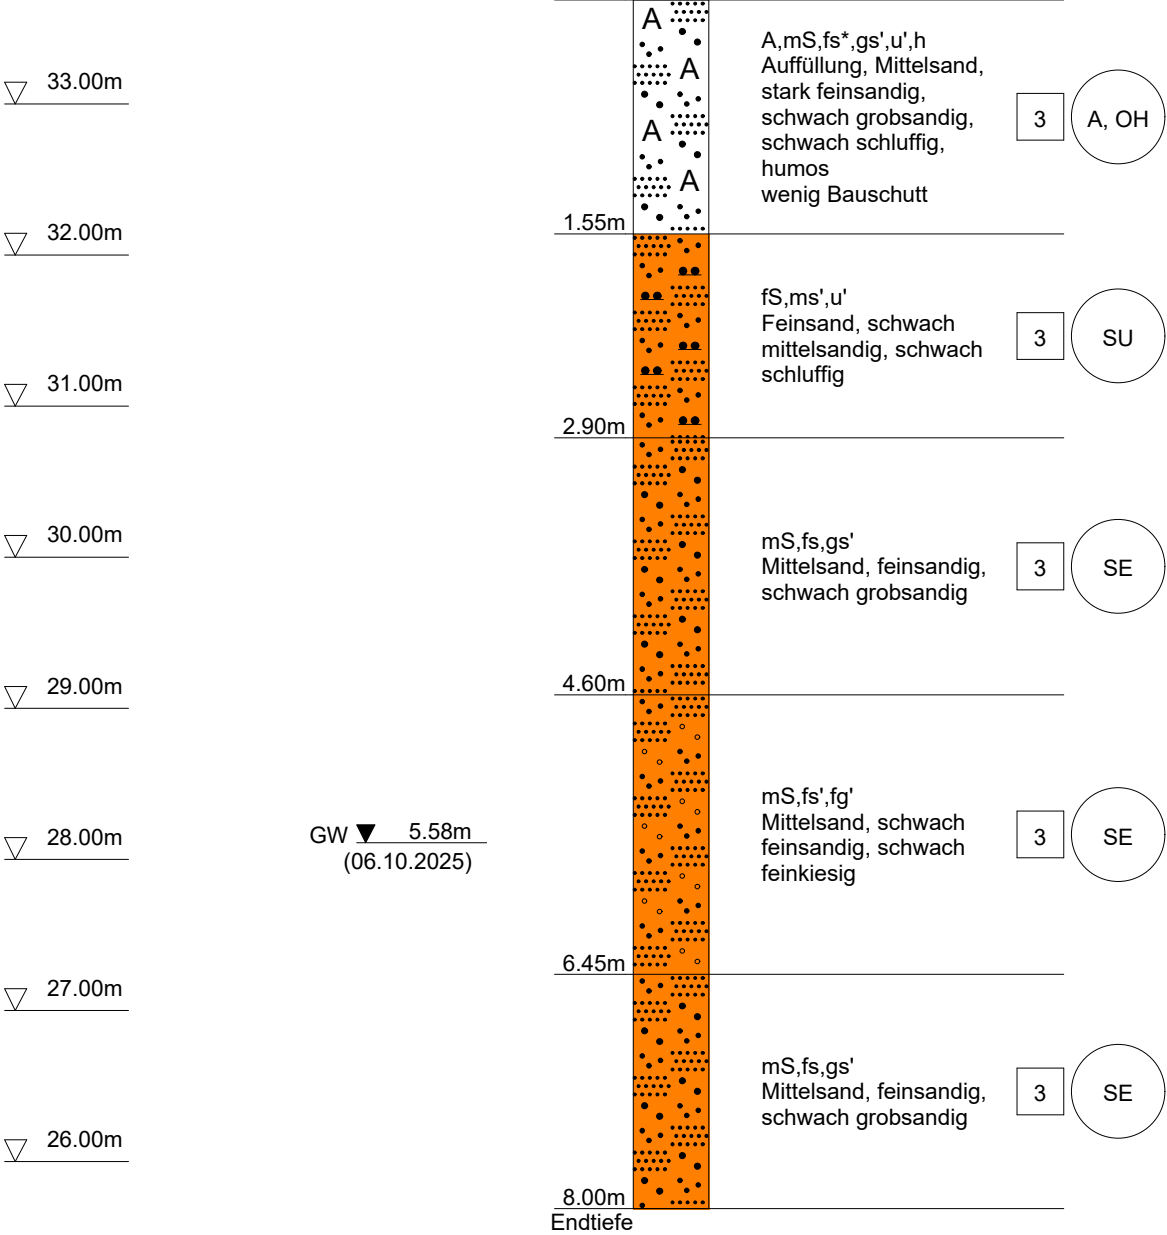 A
A
A
A
33.00m
A,mS,fs*,gs',u',h
Auffüllung, Mittelsand,
stark feinsandig,
schwach grobsandig,
schwach schluffig,
humos
wenig Bauschutt
3
A, OH
1.55m
32.00m
fS,ms',u'
Feinsand, schwach
mittelsandig, schwach
schluffig
3
SU
31.00m
2.90m
30.00m
mS,fs,gs'
Mittelsand, feinsandig,
schwach grobsandig
3
SE
29.00m
4.60m
mS,fs',fg'
Mittelsand, schwach
feinsandig, schwach
feinkiesig
3
SE
28.00m
GW 5.58m
(06.10.2025)
6.45m
27.00m
mS,fs,gs'
Mittelsand, feinsandig,
schwach grobsandig
3
SE
26.00m
8.00m
Endtiefe